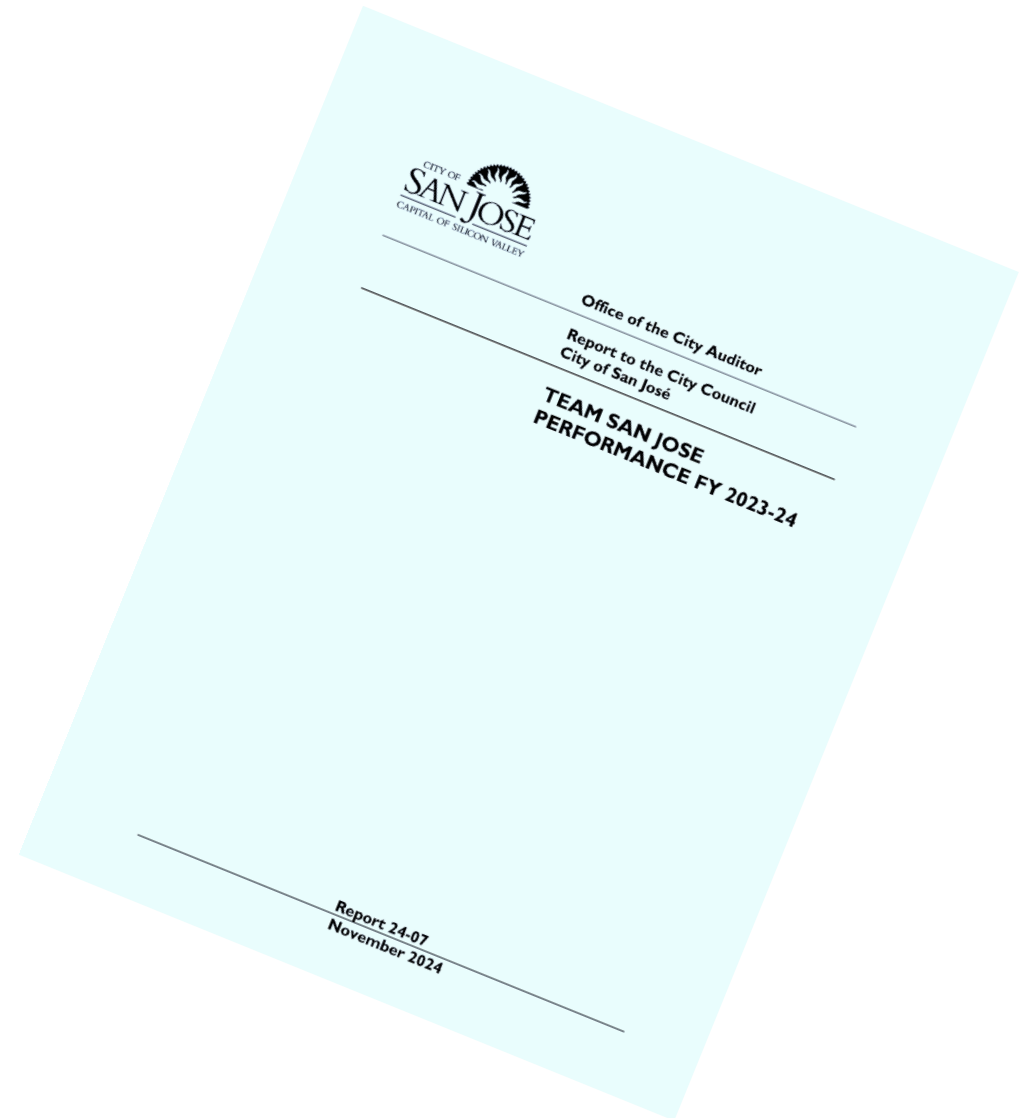 CITY OF
SAN JOSE
CAPITAL OF SILICON VALLEY
Office of the City Auditor
Report to the City Council
City of San José
TEAM SAN JOSE
PERFORMANCE FY 2023-24
Report 24-07
November 2024